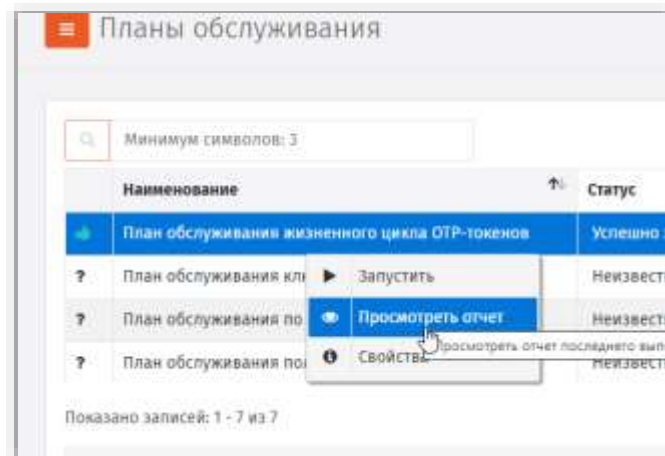 Планы обслуживания
Минимум символов: 3
Наименование
Статус
План обслуживания жизненного цикла OTP-токенов
Успешно
План обслуживания кл
Неизвест
Запустить
План обслуживания по
Неизвест
Просмотреть отчет
Просмотреть отчет последнего вып
План обслуживания пол
Неизвест
Свойства
Показано записей: 1 - 7 из 7